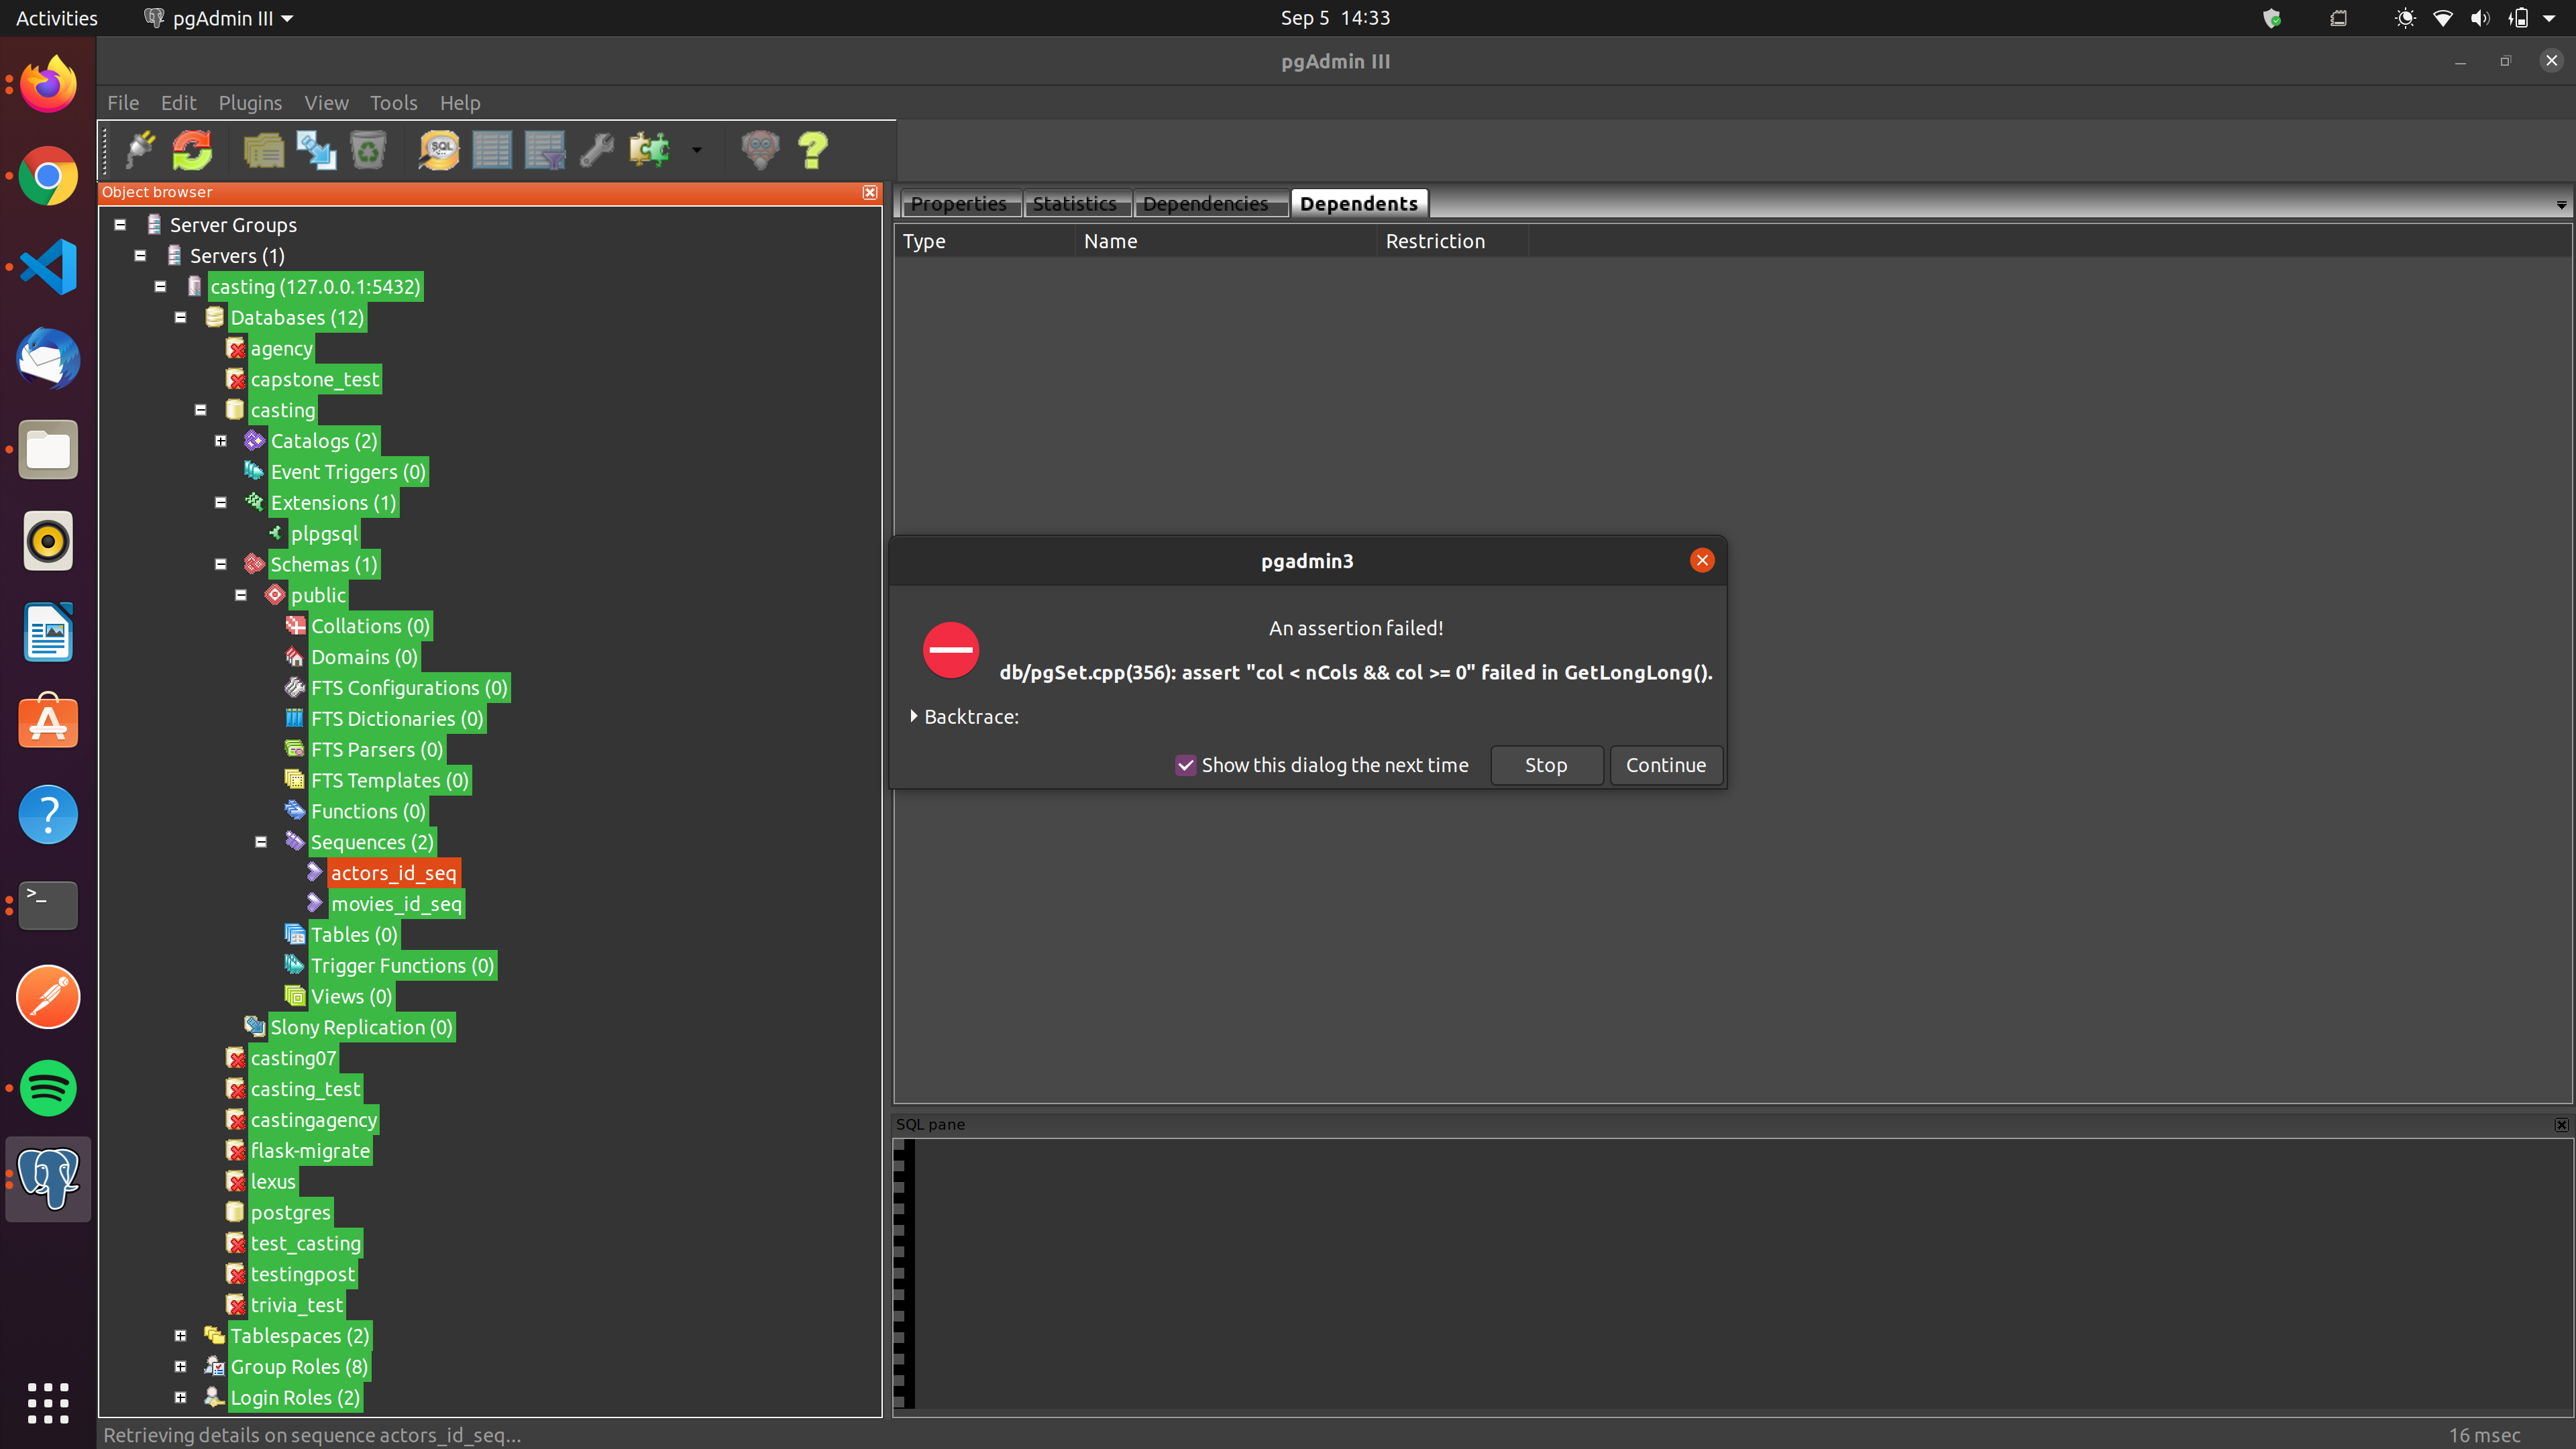 Activities
pgAdmin III
Sep 5 14:33
pgAdmin III
File Edit Plugins View Tools Help
SQL
Object browser
Server Groups
Servers (1)
casting (127.0.0.1:5432)
Databases (12)
agency
capstone_test
casting
Catalogs (2)
Event Triggers (0)
Extensions (1)
plpgsql
Schemas (1)
public
Collations (0)
Domains (0)
FTS Configurations (0)
FTS Dictionaries (0)
FTS Parsers (0)
FTS Templates (0)
Functions (0)
Sequences (2)
actors_id_seq
movies_id_seq
Tables (0)
Trigger Functions (0)
Views (0)
Slony Replication (0)
casting07
casting_test
castingagency
flask-migrate
lexus
postgres
test_casting
testingpost
trivia_test
Tablespaces (2)
Group Roles (8)
Login Roles (2)
Properties Statistics Dependencies Dependents
Type Name Restriction
pgadmin3
An assertion failed!
db/pgSet.cpp(356): assert "col < nCols && col >= 0" failed in GetLongLong().
Backtrace:
Show this dialog the next time
Stop
Continue
SQL pane
Retrieving details on sequence actors_id_seq...
16 msec